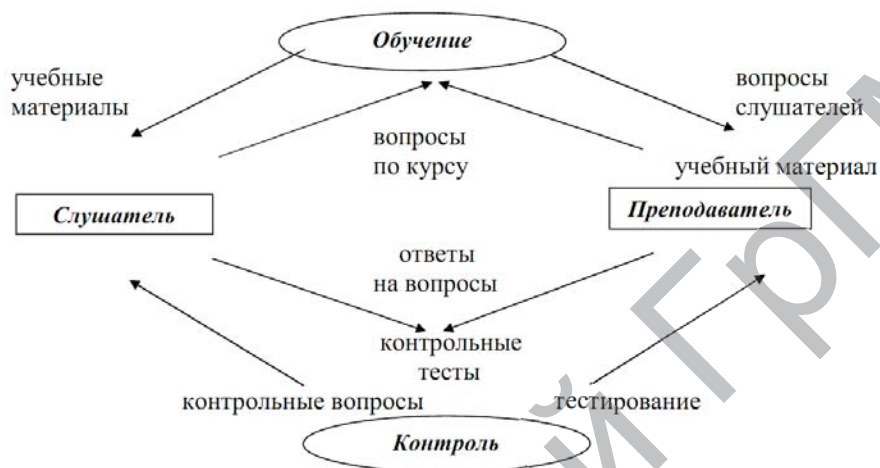 Обучение
учебные
материалы
вопросы
слушателей
вопросы
по курсу
учебный материал
Слушатель
Преподаватель
ответы
на вопросы
контрольные
тесты
контрольные вопросы
тестирование
Контроль